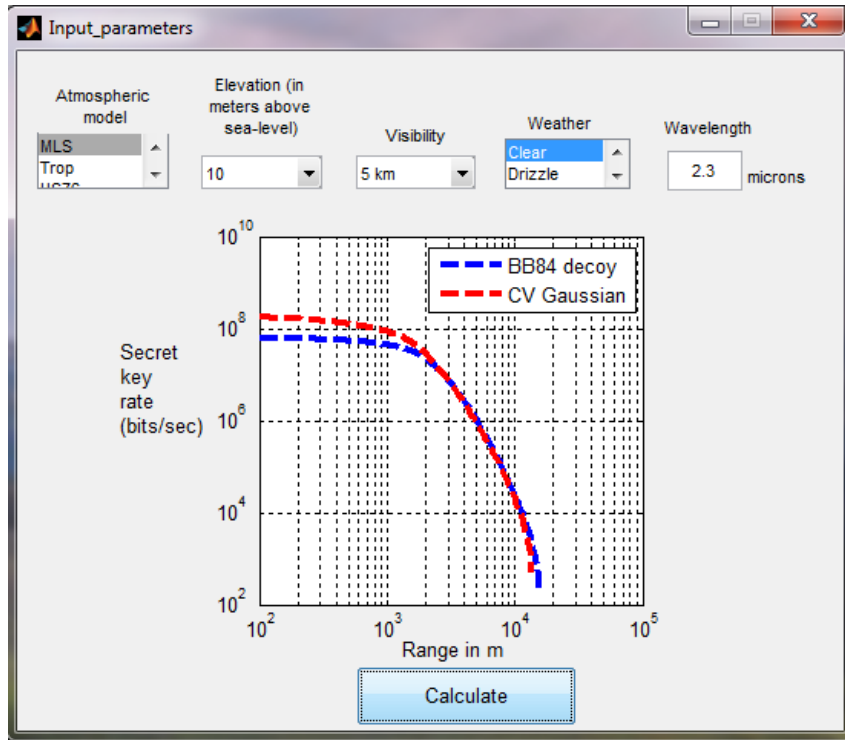 Input_parameters
Atmospheric
model
MLS
Trop
Elevation (in
meters above
sea-level)
10
Visibility
5 km
Weather
Clear
Drizzle
Wavelength
2.3 microns
10^10
10^8
10^6
10^4
10^2
Secret
key
rate
(bits/sec)
BB84 decoy
CV Gaussian
10^2 10^3 10^4 10^5
Range in m
Calculate